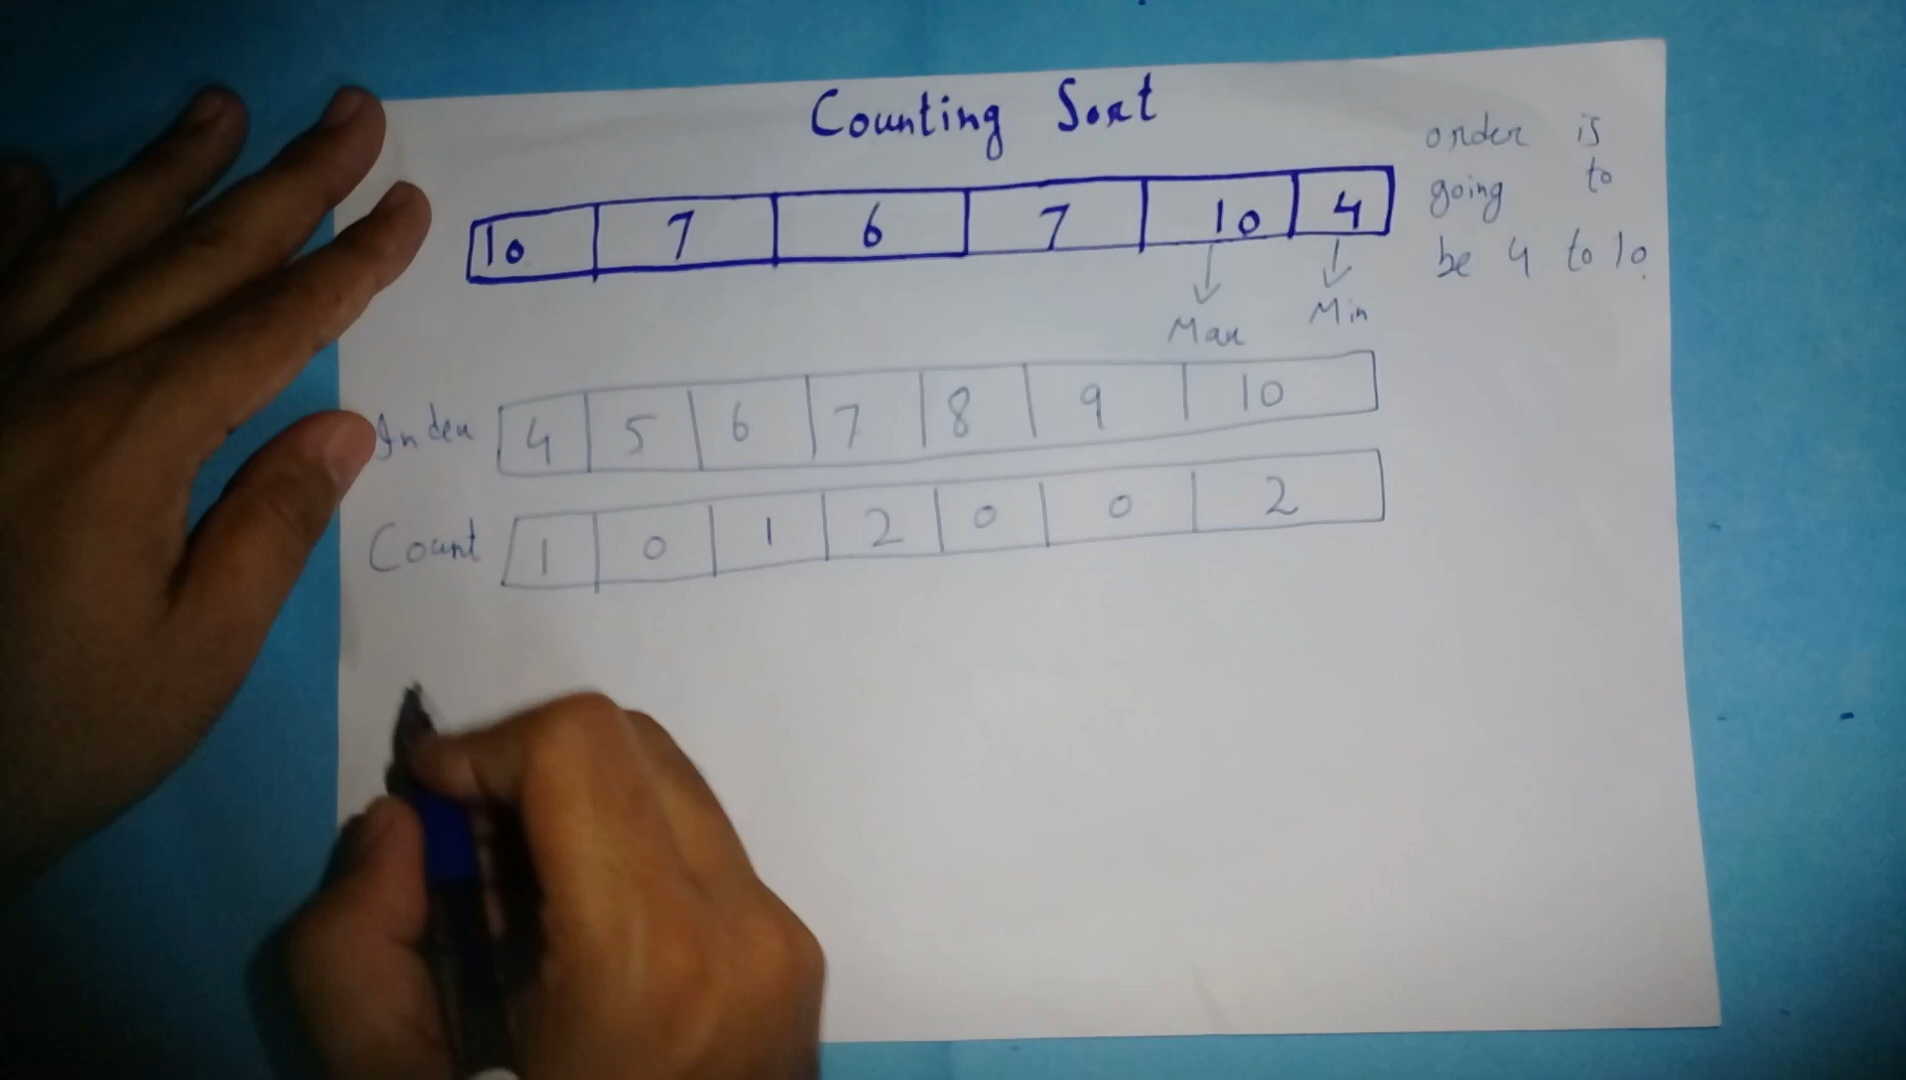 Counting Sort
order is
going to
be 4 to 10.
10 7 6 7 10 4
Max Min
Index 4 5 6 7 8 9 10
Count 1 0 1 2 0 0 2